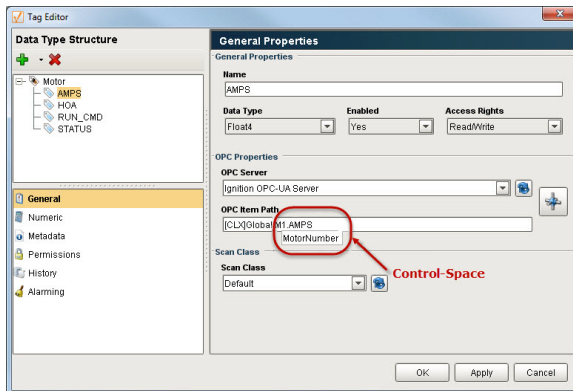 Tag Editor
Data Type Structure
Motor
AMPS
HOA
RUN_CMD
STATUS
General
Numeric
Metadata
Permissions
History
Alarming
General Properties
General Properties
Name
AMPS
Data Type Enabled Access Rights
Float4 Yes Read/Write
OPC Properties
OPC Server
Ignition OPC-UA Server
OPC Item Path
[CLX]Global.M1.AMPS
MotorNumber
Control-Space
Scan Class
Scan Class
Default
OK Apply Cancel